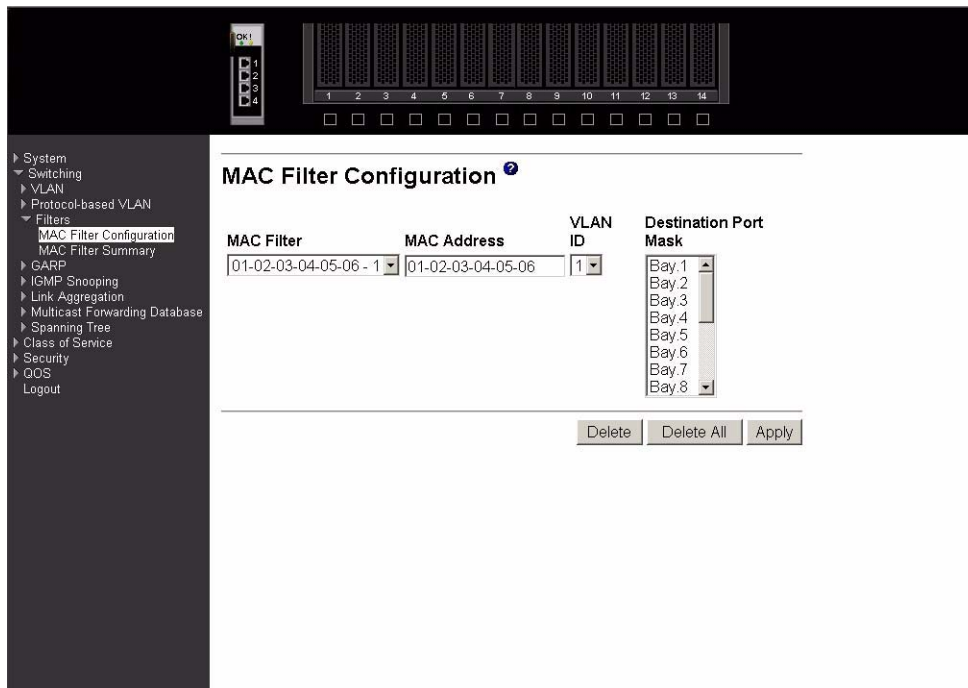 OK!
1
2
3
4
1 2 3 4 5 6 7 8 9 10 11 12 13 14
System
Switching
VLAN
Protocol-based VLAN
Filters
MAC Filter Configuration
MAC Filter Summary
GARP
IGMP Snooping
Link Aggregation
Multicast Forwarding Database
Spanning Tree
Class of Service
Security
QOS
Logout
MAC Filter Configuration ?
MAC Filter
MAC Address
VLAN ID
Destination Port Mask
01-02-03-04-05-06 - 1
01-02-03-04-05-06
1
Bay.1
Bay.2
Bay.3
Bay.4
Bay.5
Bay.6
Bay.7
Bay.8
Delete
Delete All
Apply